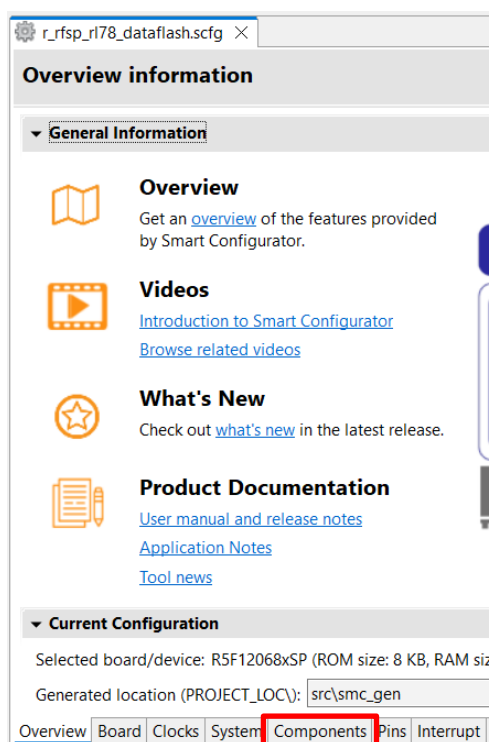 r_rfsp_rl78_dataflash.scfg
Overview information
General Information
Overview
Get an overview of the features provided
by Smart Configurator.
Videos
Introduction to Smart Configurator
Browse related videos
What's New
Check out what's new in the latest release.
Product Documentation
User manual and release notes
Application Notes
Tool news
Current Configuration
Selected board/device: R5F12068xSP (ROM size: 8 KB, RAM
Generated location (PROJECT_LOC\): src\smc_gen
Overview Board Clocks System Components Pins Interrupt